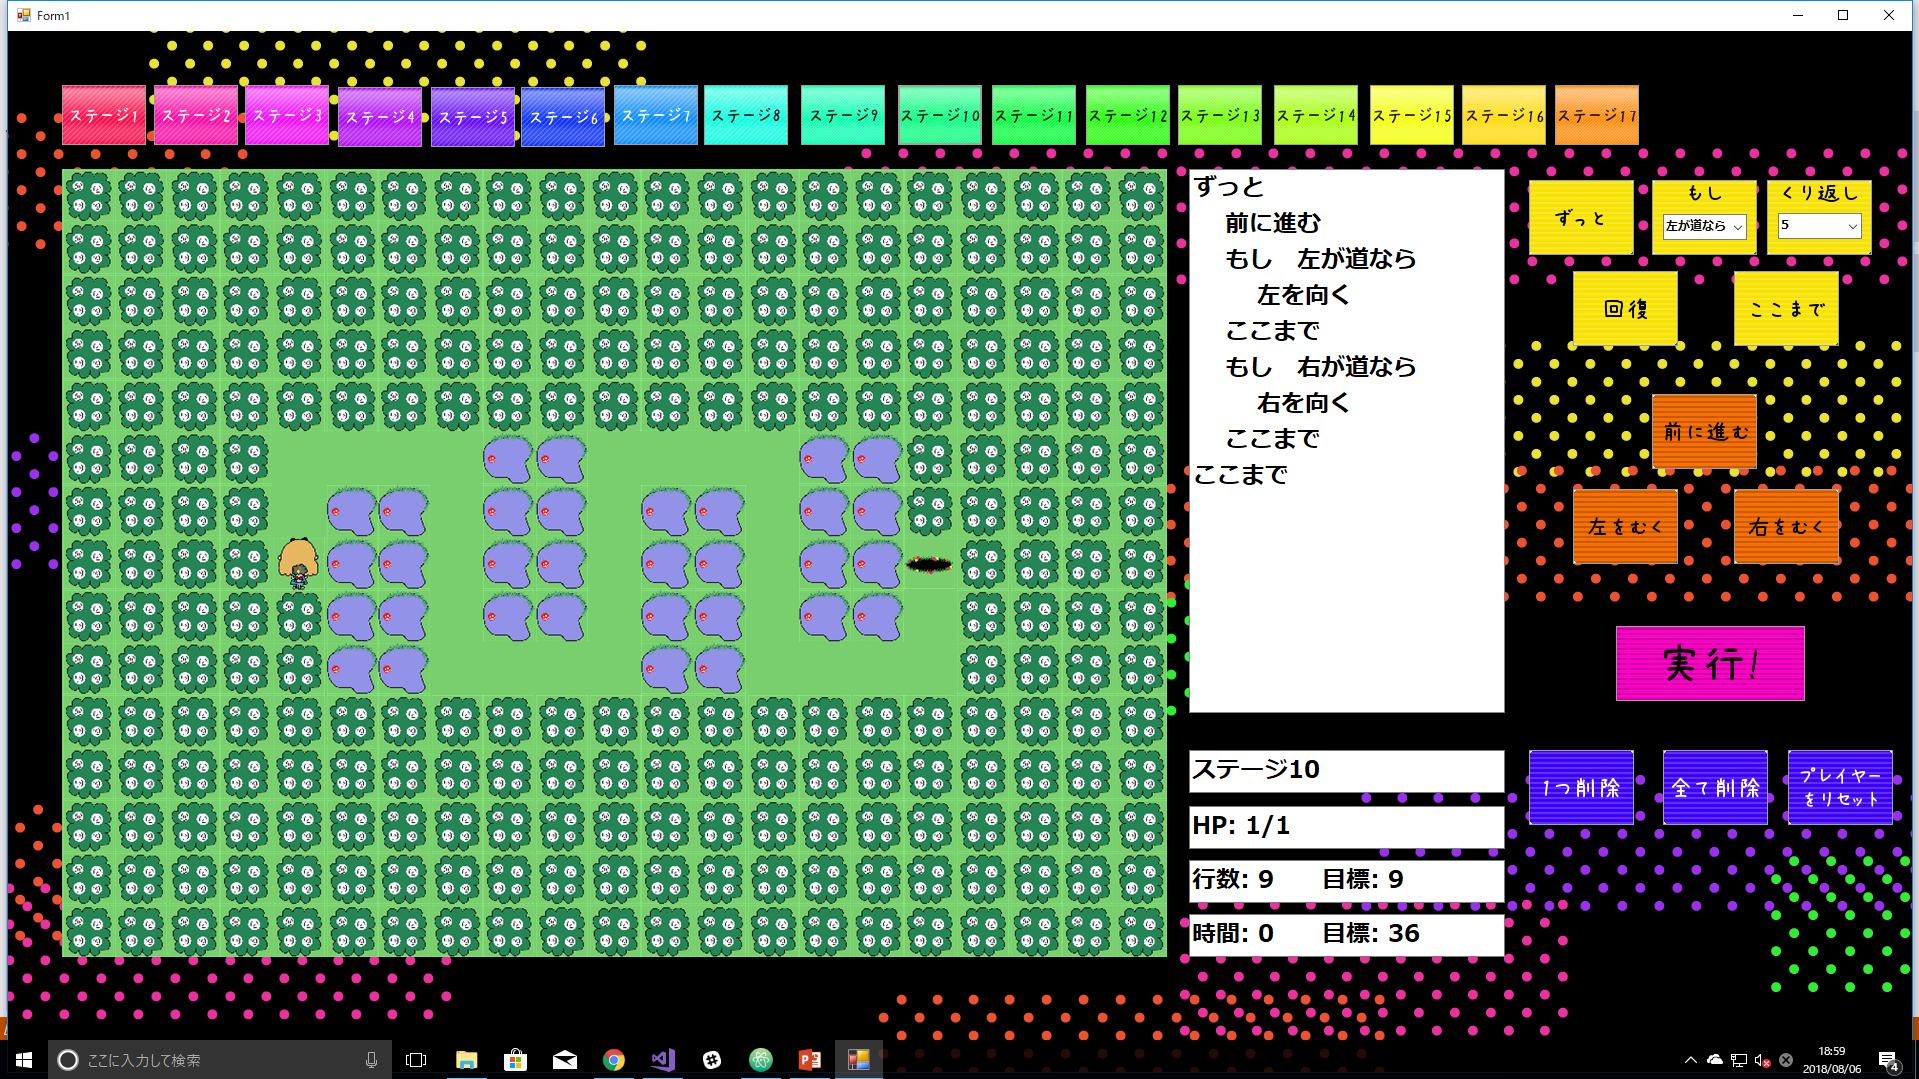 Form1
ステージ1
ステージ2
ステージ3
ステージ4
ステージ5
ステージ6
ステージ7
ステージ8
ステージ9
ステージ10
ステージ11
ステージ12
ステージ13
ステージ14
ステージ15
ステージ16
ステージ17
ずっと
前に進む
もし　左が道なら
左を向く
ここまで
もし　右が道なら
右を向く
ここまで
ここまで
ずっと
もし
左が道なら
くり返し
5
回復
ここまで
前に進む
左をむく
右をむく
実行!
ステージ10
HP: 1/1
行数: 9　　目標: 9
時間: 0　　目標: 36
1つ削除
全て削除
プレイヤー
をリセット
ここに入力して検索
18:59
2018/08/06
4